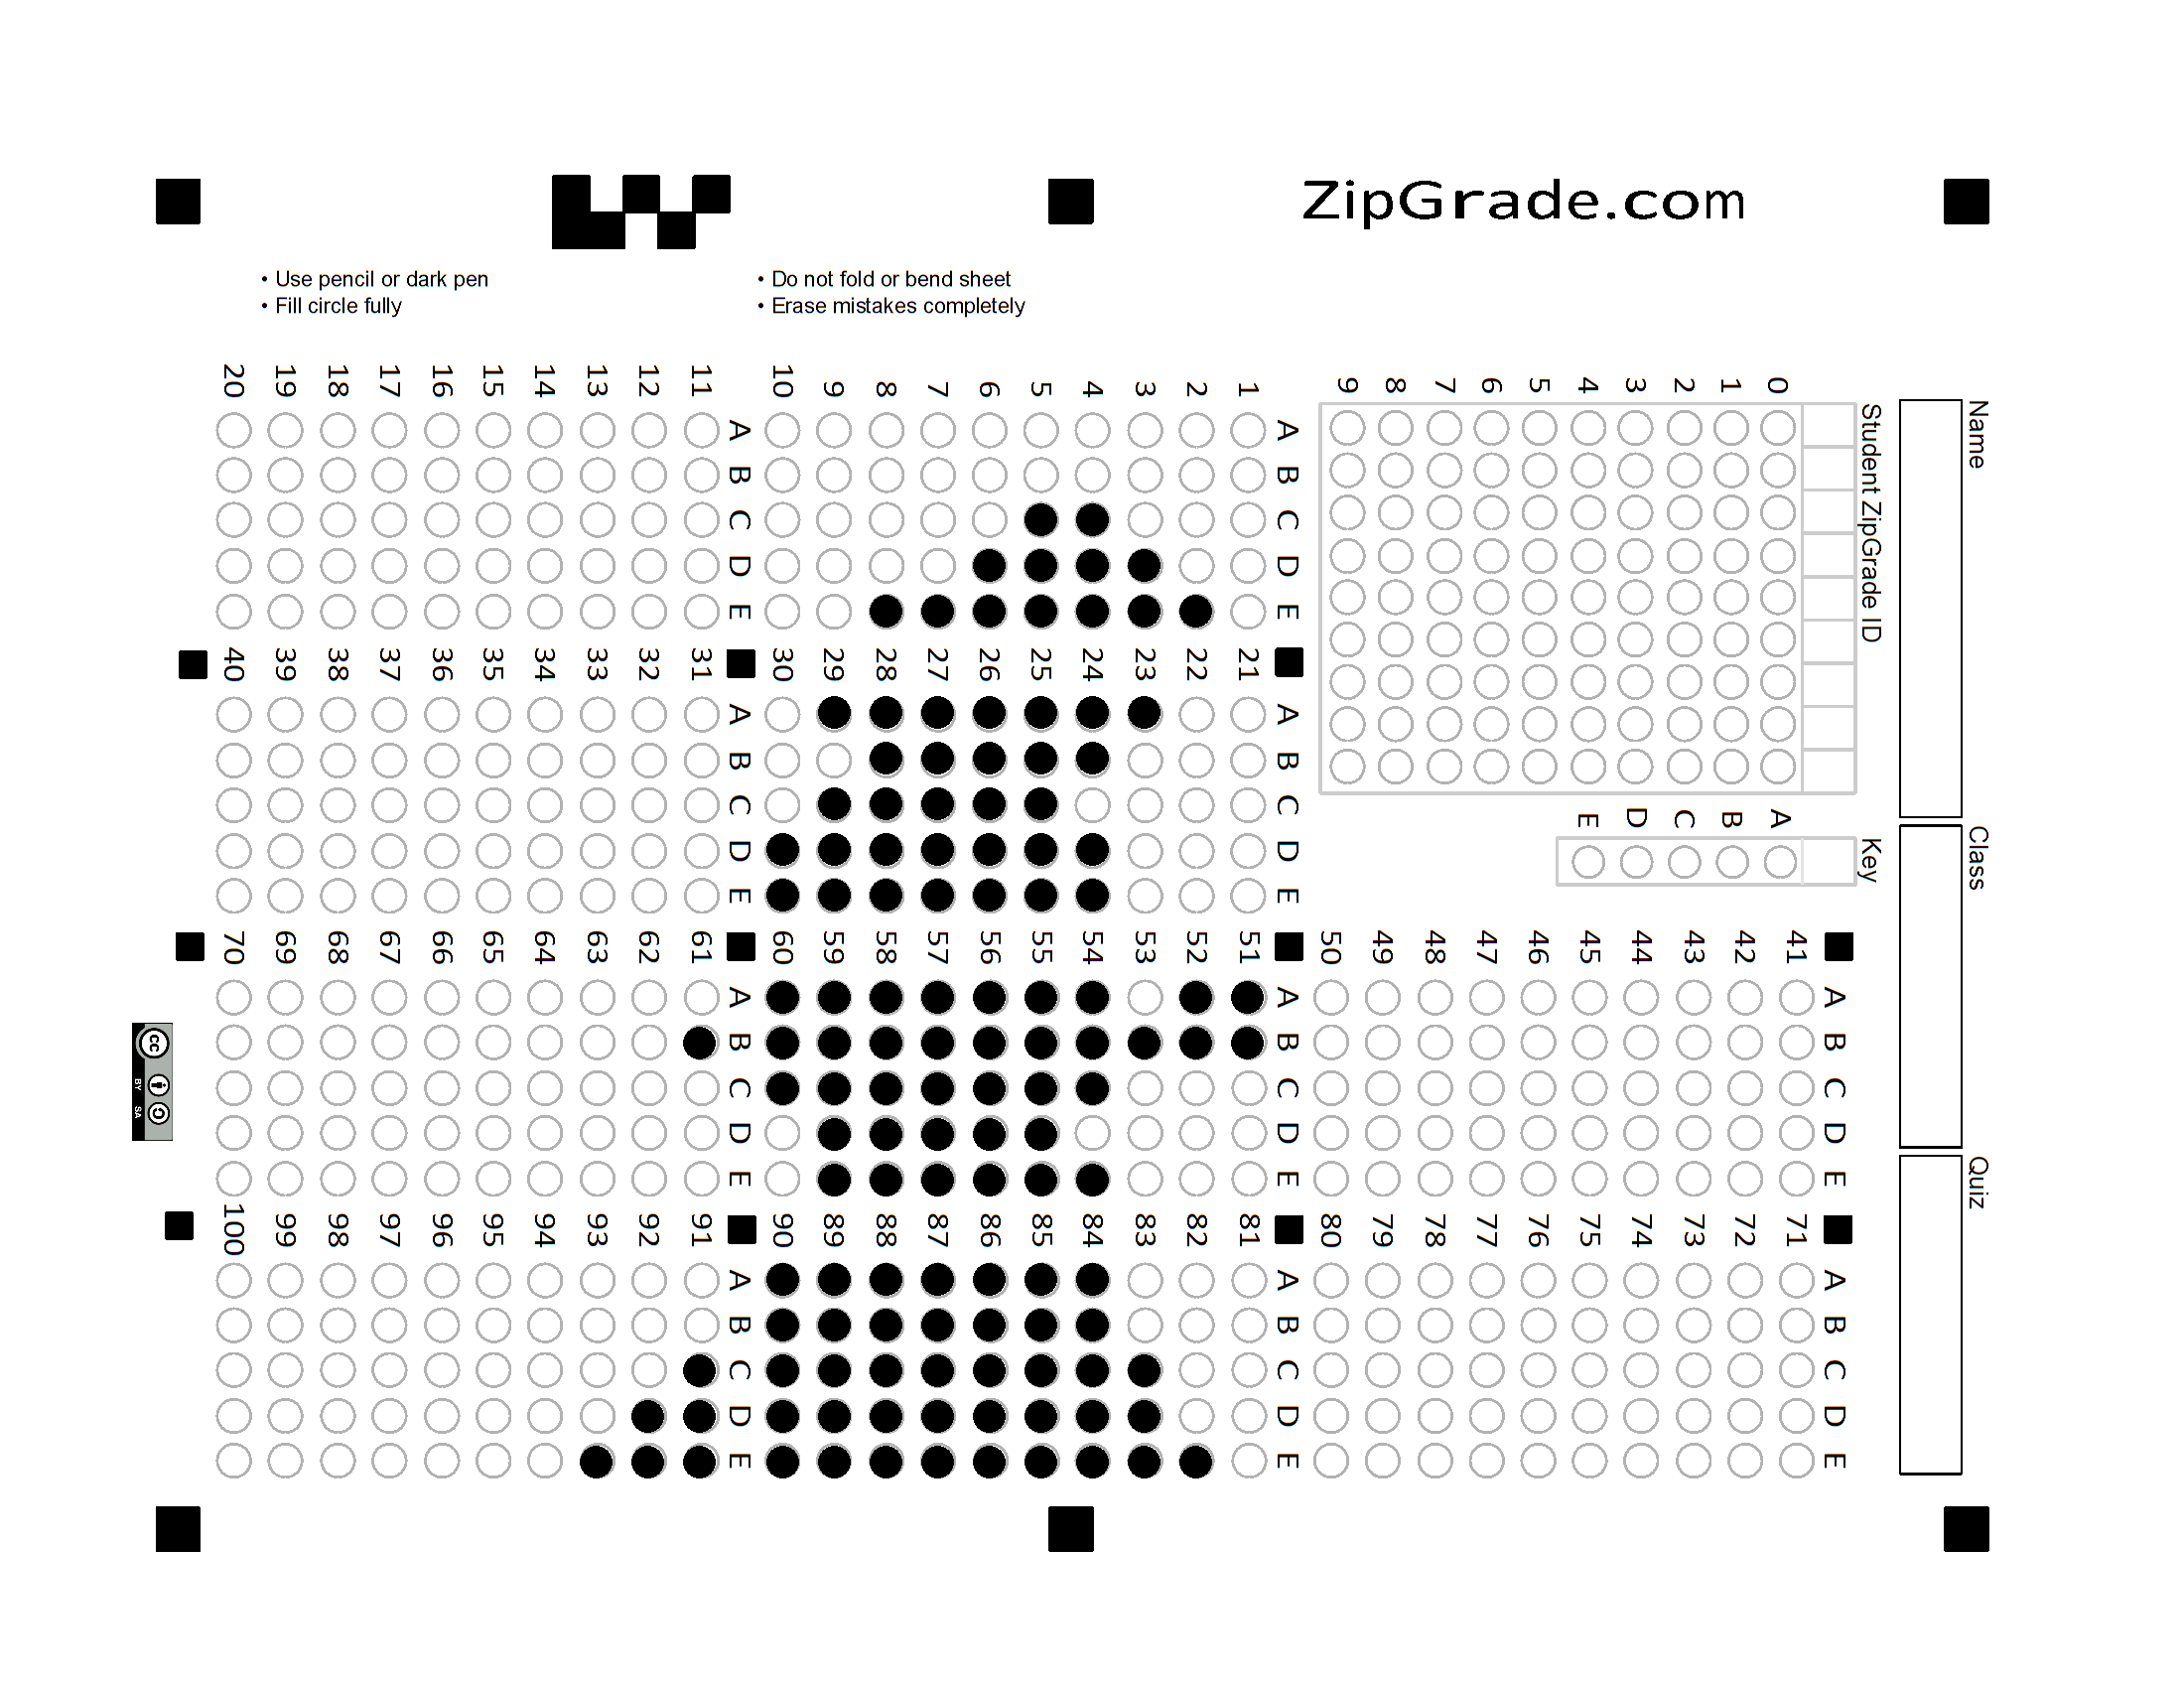 ZipGrade.com
• Use pencil or dark pen
• Fill circle fully
• Do not fold or bend sheet
• Erase mistakes completely
Name
Class
Quiz
Student ZipGrade ID
0 1 2 3 4 5 6 7 8 9
Key
A B C D E
1 2 3 4 5 6 7 8 9 10
A B C D E
11 12 13 14 15 16 17 18 19 20
A B C D E
21 22 23 24 25 26 27 28 29 30
A B C D E
31 32 33 34 35 36 37 38 39 40
A B C D E
41 42 43 44 45 46 47 48 49 50
A B C D E
51 52 53 54 55 56 57 58 59 60
A B C D E
61 62 63 64 65 66 67 68 69 70
A B C D E
71 72 73 74 75 76 77 78 79 80
A B C D E
81 82 83 84 85 86 87 88 89 90
A B C D E
91 92 93 94 95 96 97 98 99 100
A B C D E
cc
BY SA